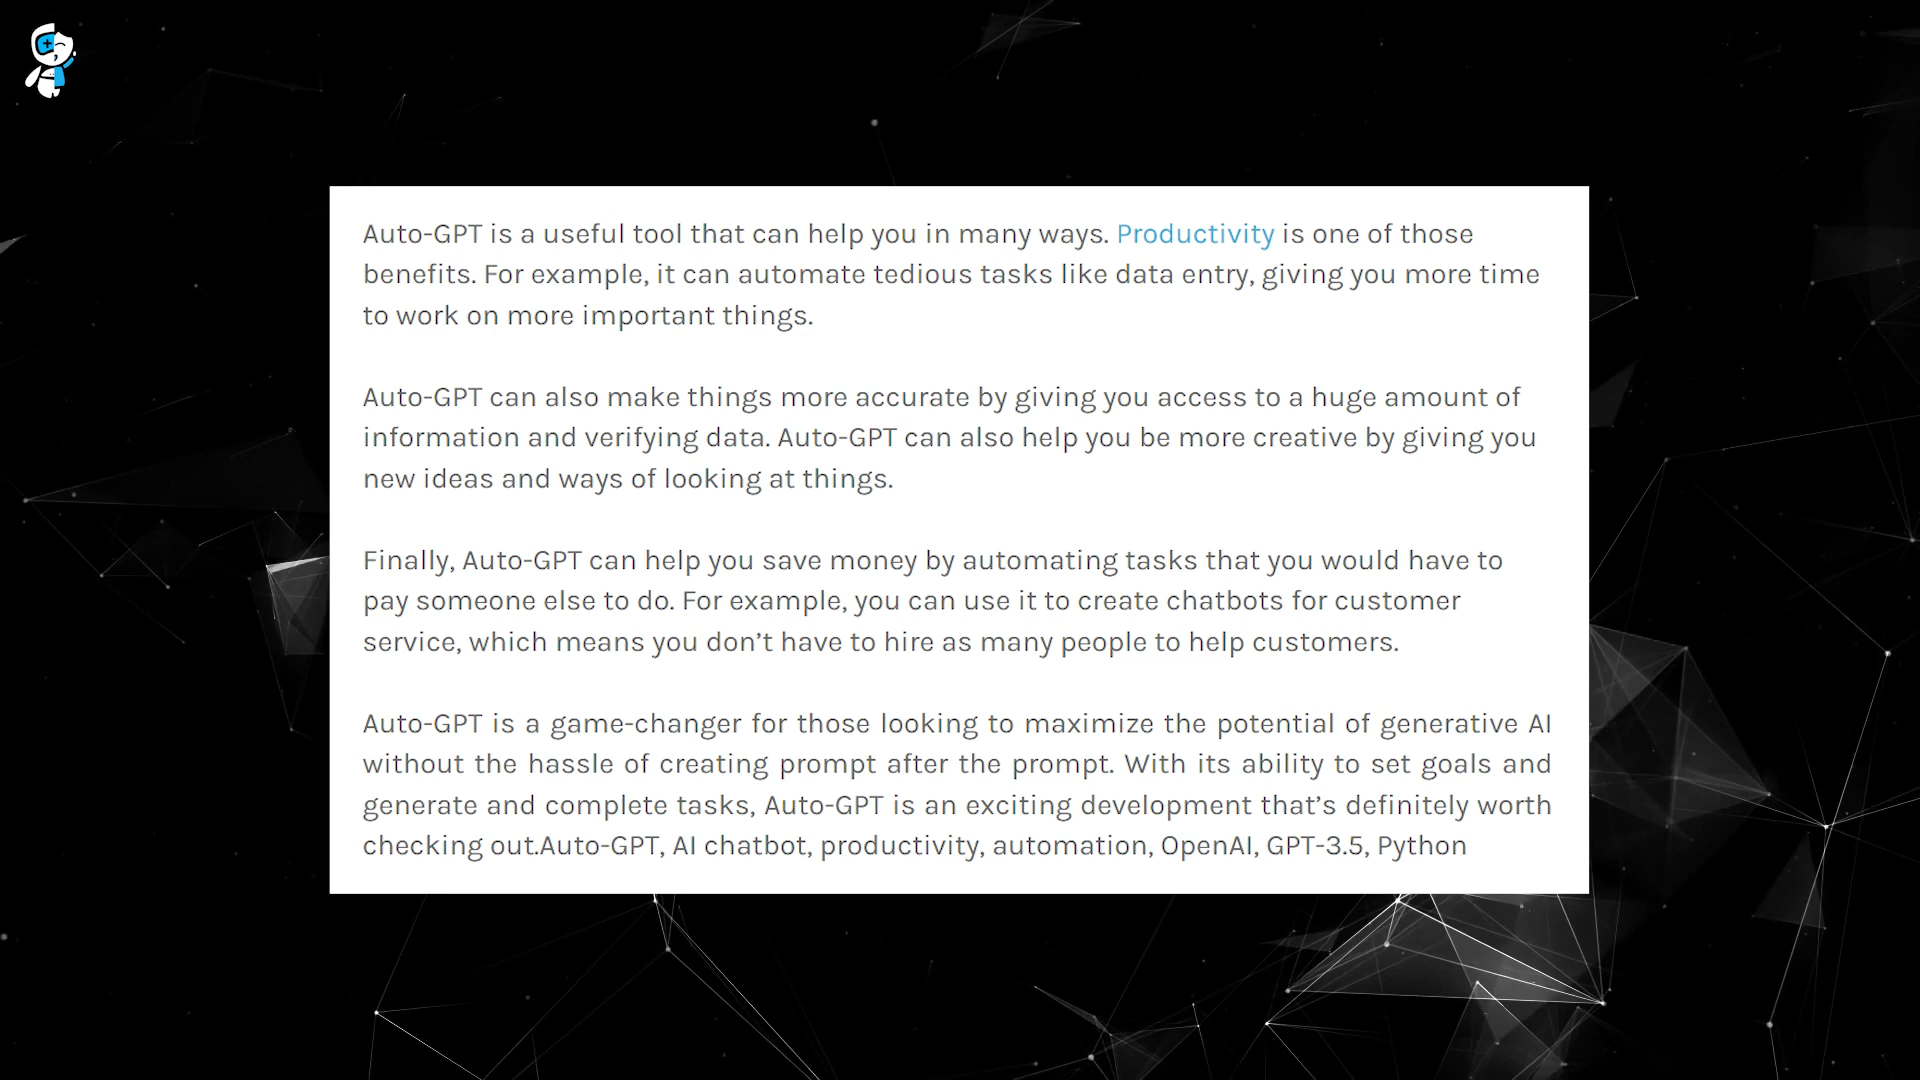 Auto-GPT is a useful tool that can help you in many ways. Productivity is one of those
benefits. For example, it can automate tedious tasks like data entry, giving you more time
to work on more important things.
Auto-GPT can also make things more accurate by giving you access to a huge amount of
information and verifying data. Auto-GPT can also help you be more creative by giving you
new ideas and ways of looking at things.
Finally, Auto-GPT can help you save money by automating tasks that you would have to
pay someone else to do. For example, you can use it to create chatbots for customer
service, which means you don’t have to hire as many people to help customers.
Auto-GPT is a game-changer for those looking to maximize the potential of generative AI
without the hassle of creating prompt after the prompt. With its ability to set goals and
generate and complete tasks, Auto-GPT is an exciting development that’s definitely worth
checking out.Auto-GPT, AI chatbot, productivity, automation, OpenAI, GPT-3.5, Python